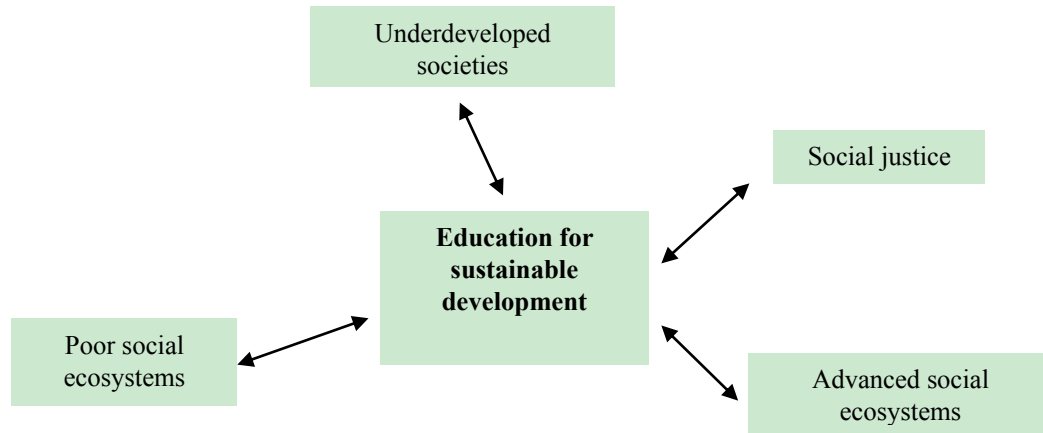 Underdeveloped
societies
Social justice
Education for
sustainable
development
Poor social
ecosystems
Advanced social
ecosystems